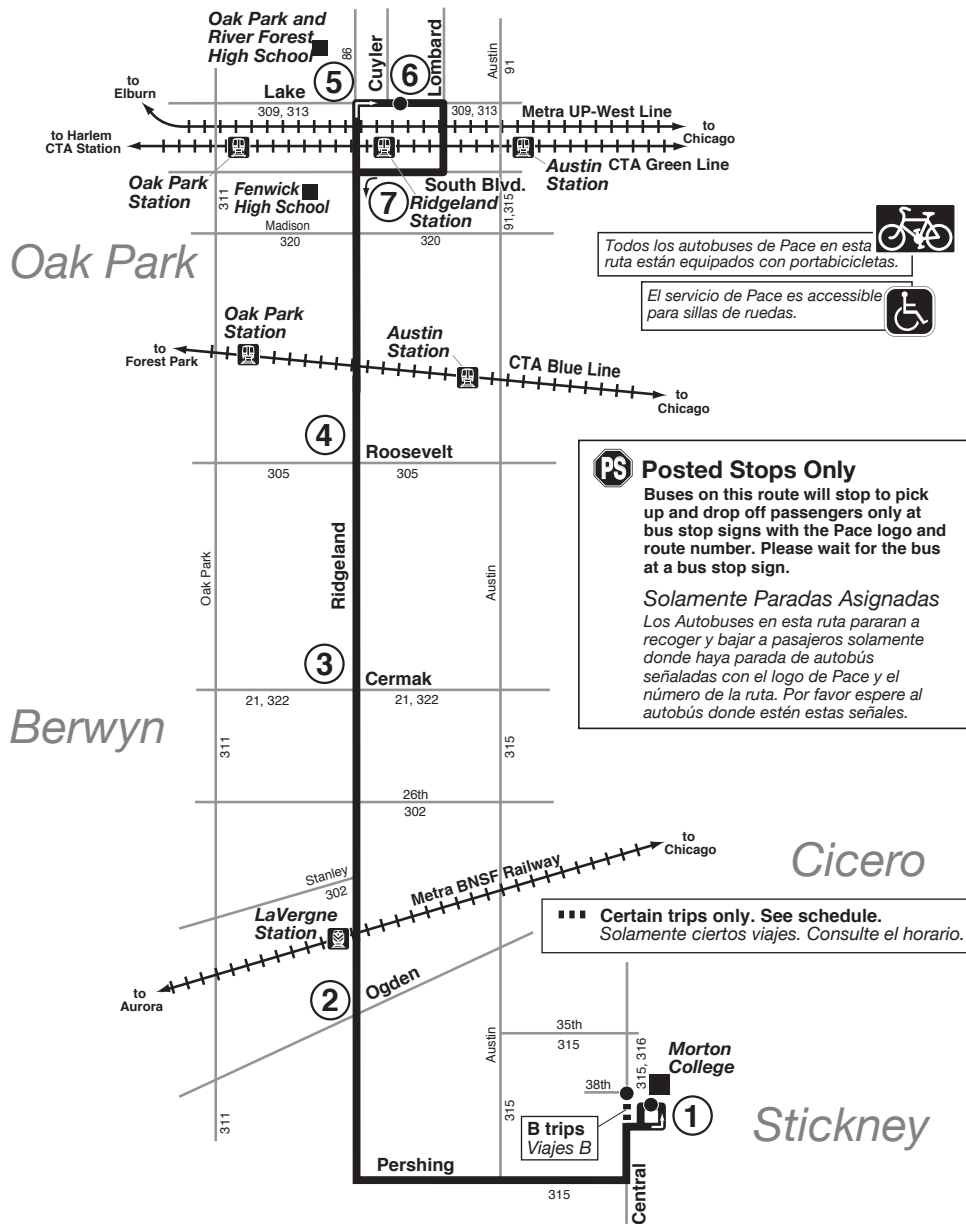 Oak Park and
River Forest
High School
86
Cuyler
Lombard
Austin
91
5
6
to
Elburn
Lake
309, 313
309, 313
Metra UP-West Line
to
Chicago
to Harlem
CTA Station
Oak Park
Station
311
Fenwick
High School
7
South Blvd.
Ridgeland
Station
Austin
Station
CTA Green Line
91,315
Madison
320
320
Oak Park
Todos los autobuses de Pace en esta
ruta están equipados con portabicicletas.
El servicio de Pace es accessible
para sillas de ruedas.
Oak Park
Station
Austin
Station
to
Forest Park
CTA Blue Line
to
Chicago
4
Roosevelt
305
305
PS Posted Stops Only
Buses on this route will stop to pick
up and drop off passengers only at
bus stop signs with the Pace logo and
route number. Please wait for the bus
at a bus stop sign.
Solamente Paradas Asignadas
Los Autobuses en esta ruta pararan a
recoger y bajar a pasajeros solamente
donde haya parada de autobús
señaladas con el logo de Pace y el
número de la ruta. Por favor espere al
autobús donde estén estas señales.
Oak Park
Ridgeland
Austin
3
Cermak
21, 322
21, 322
Berwyn
311
315
26th
302
to
Chicago
Cicero
Stanley
302
Metra BNSF Railway
LaVergne
Station
Certain trips only. See schedule.
Solamente ciertos viajes. Consulte el horario.
to
Aurora
2
Ogden
Austin
35th
315
315, 316
Morton
College
38th
1
311
315
B trips
Viajes B
Stickney
Pershing
315
Central